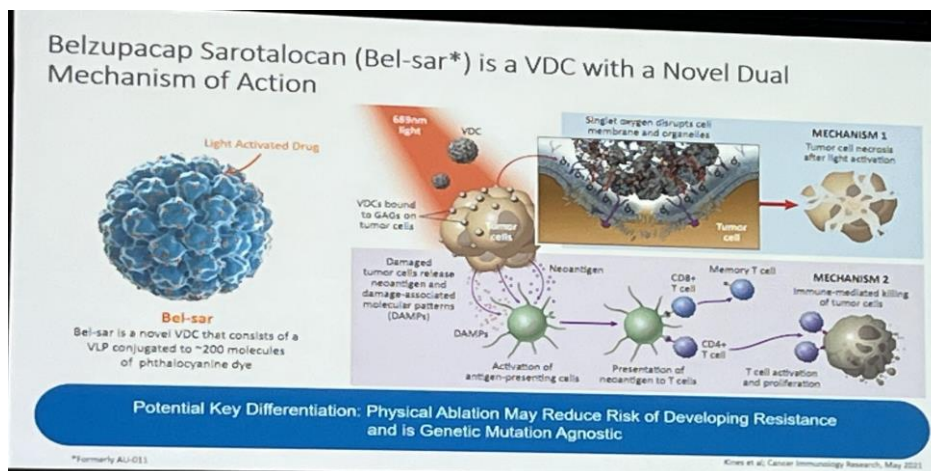 Belzupacap Sarotalocan (Bel-sar*) is a VDC with a Novel Dual
Mechanism of Action
Light Activated Drug
Bel-sar
Bel-sar is a novel VDC that consists of a
VLP conjugated to ~200 molecules
of phthalocyanine dye
689nm
light
VDC
VDCs bound
to GAGs on
tumor cells
Tumor
cells
Singlet oxygen disrupts cell
membrane and organelles
Tumor
cell
MECHANISM 1
Tumor cell necrosis
after light activation
Damaged
tumor cells release
neoantigen and
damage-associated
molecular patterns
(DAMPs)
Neoantigen
DAMPs
Activation of
antigen-presenting cells
CD8+
T cell
Memory T cell
CD4+
T cell
Presentation of
neoantigen to T cells
T cell activation
and proliferation
MECHANISM 2
Immune-mediated killing
of tumor cells
Potential Key Differentiation: Physical Ablation May Reduce Risk of Developing Resistance
and is Genetic Mutation Agnostic
*Formerly AU-011
Kines et al; Cancer Immunology Research, May 2021